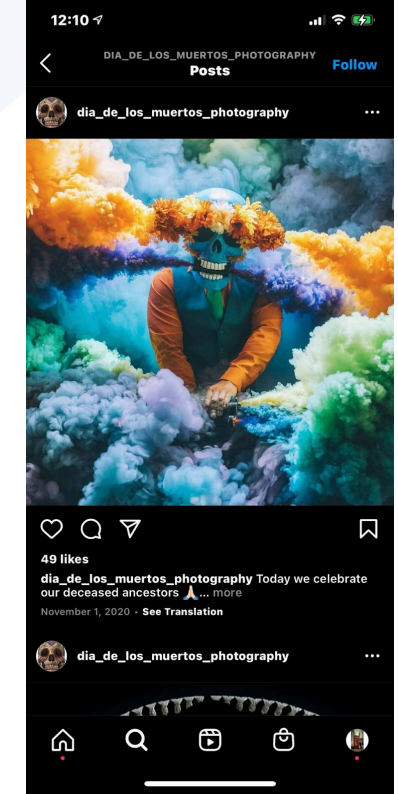 12:10
DIA_DE_LOS_MUERTOS_PHOTOGRAPHY
Posts
Follow
dia_de_los_muertos_photography
49 likes
dia_de_los_muertos_photography Today we celebrate
our deceased ancestors 🙏🏻... more
November 1, 2020 · See Translation
dia_de_los_muertos_photography